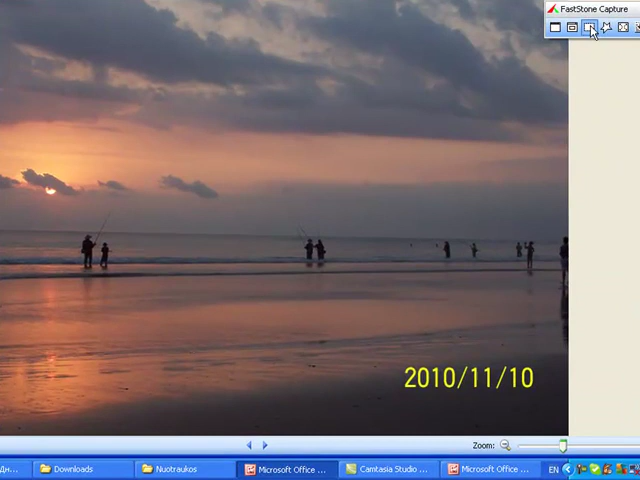 FastStone Capture
2010/11/10
Zoom:
Дн...
Downloads
Nuotraukos
Microsoft Office ...
Camtasia Studio ...
Microsoft Office ...
EN